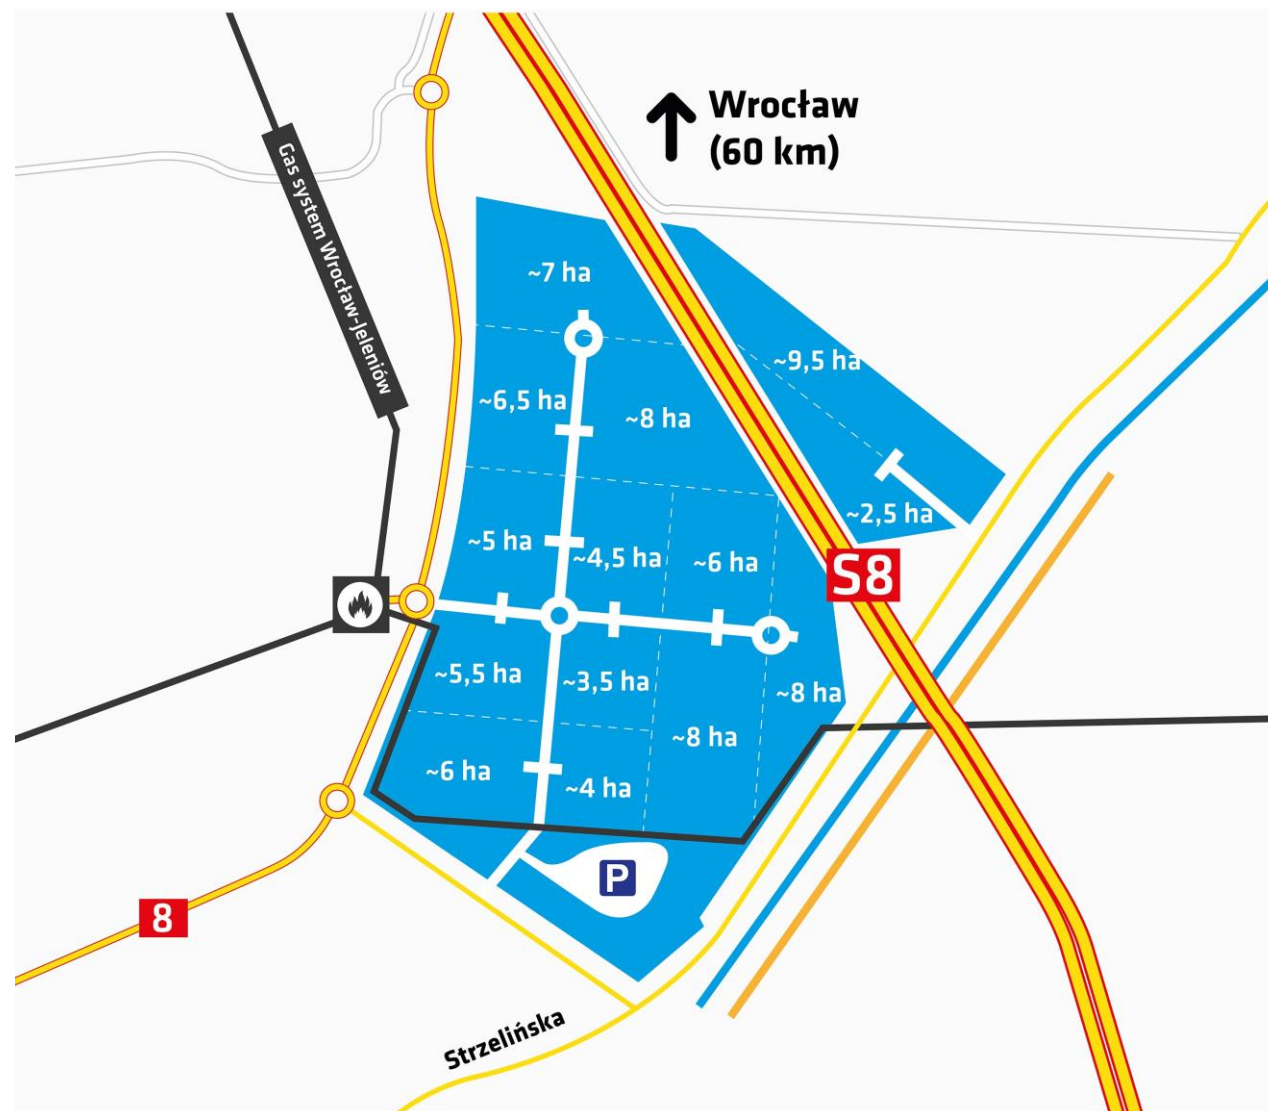 Wrocław
(60 km)
Gas system Wrocław-Jeleniów
~7 ha
~9,5 ha
~6,5 ha
~8 ha
~2,5 ha
~5 ha
~4,5 ha
~6 ha
S8
~5,5 ha
~3,5 ha
~8 ha
~8 ha
~6 ha
~4 ha
P
8
Strzelińska